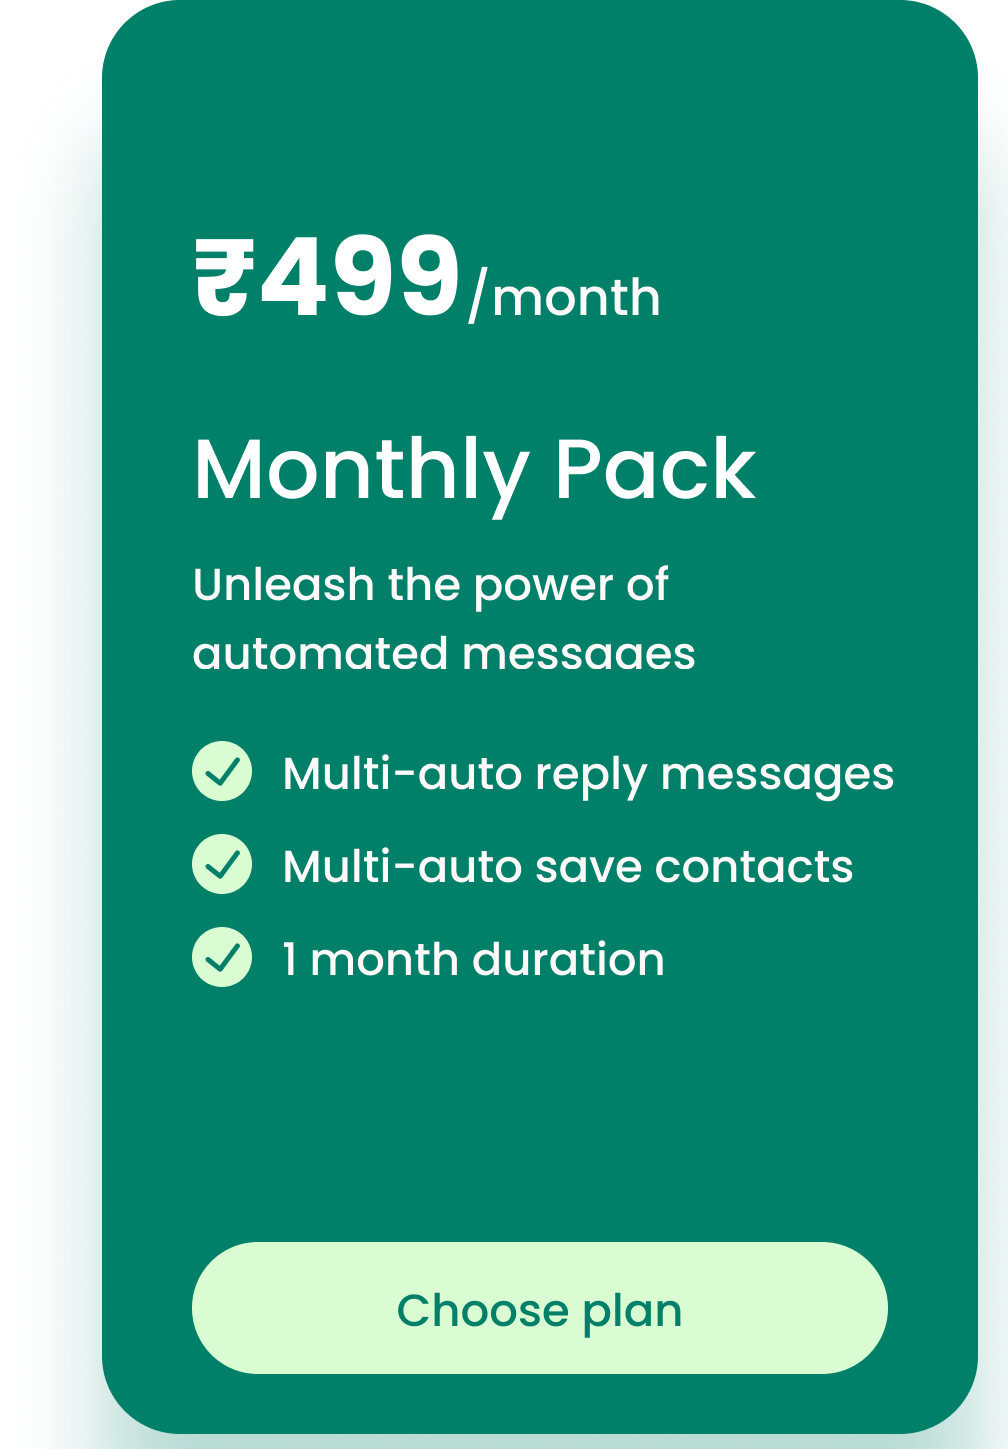 ₹499/month
Monthly Pack
Unleash the power of
automated messages
Multi-auto reply messages
Multi-auto save contacts
1 month duration
Choose plan